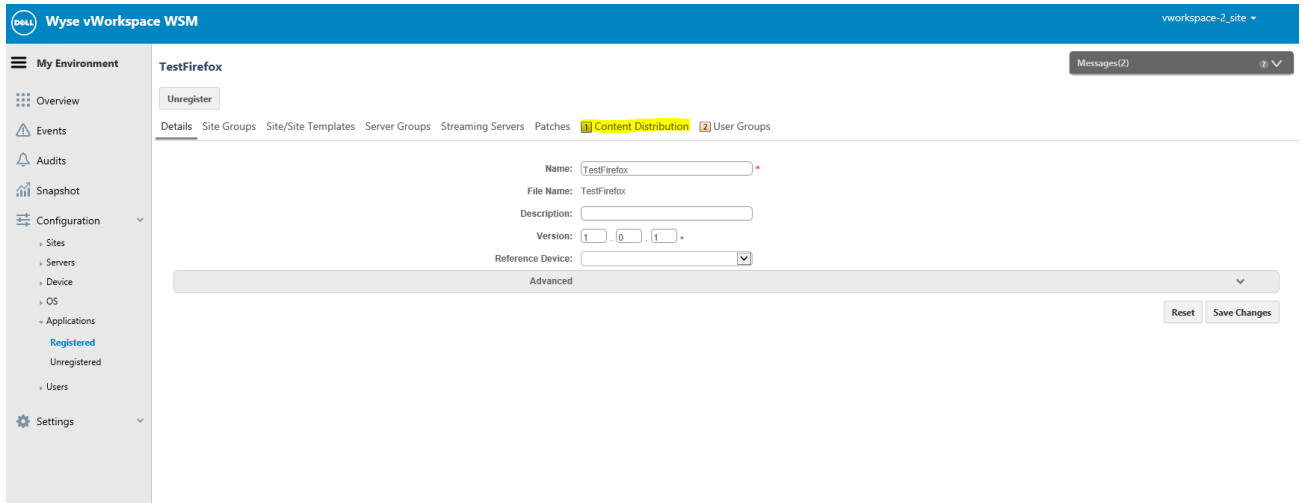 DELL Wyse vWorkspace WSM
vworkspace-2_site
My Environment
Overview
Events
Audits
Snapshot
Configuration
Sites
Servers
Device
OS
Applications
Registered
Unregistered
Users
Settings
TestFirefox
Messages(2) ?
Unregister
Details Site Groups Site/Site Templates Server Groups Streaming Servers Patches 1 Content Distribution 2 User Groups
Name: TestFirefox *
File Name: TestFirefox
Description:
Version: 1 . 0 . 1 *
Reference Device:
Advanced
Reset Save Changes